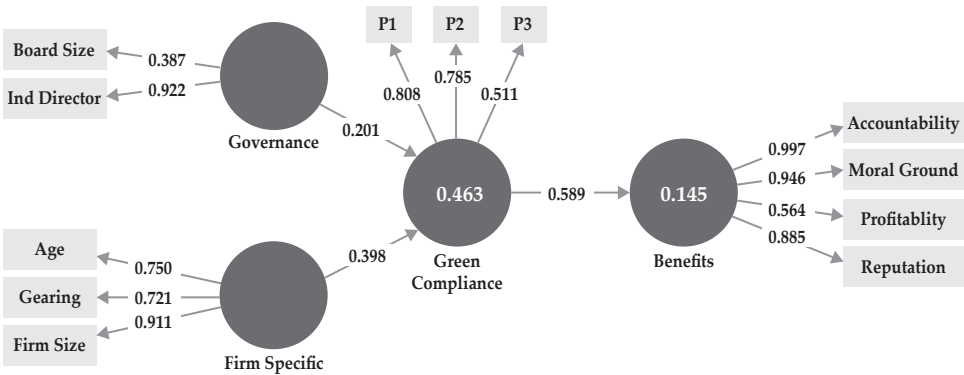 P1
P2
P3
Board Size
Ind Director
0.387
0.922
Governance
0.808
0.785
0.511
0.201
0.463
Green
Compliance
0.589
0.145
Benefits
0.997
0.946
0.564
0.885
Accountability
Moral Ground
Profitablity
Reputation
Age
Gearing
Firm Size
0.750
0.721
0.911
0.398
Firm Specific